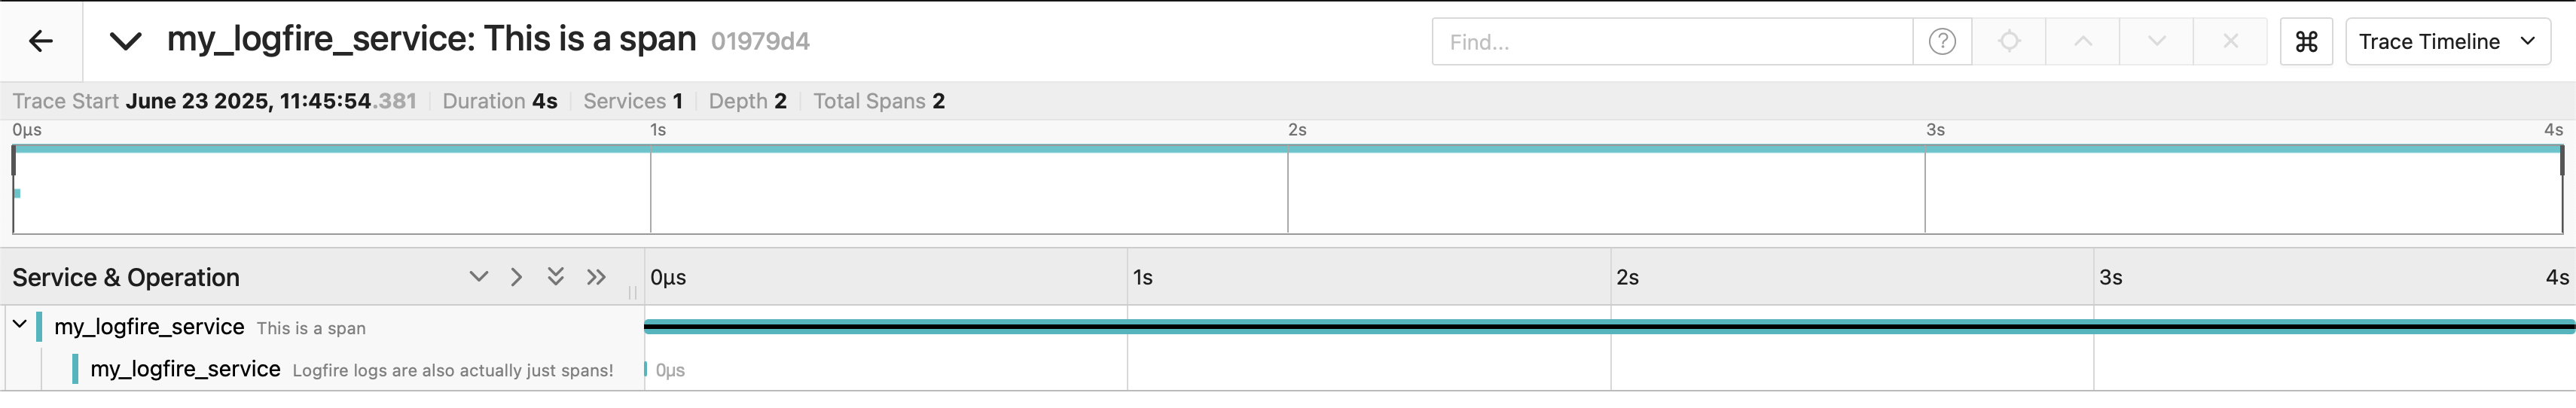 my_logfire_service: This is a span 01979d4 Find... ? ⌘ Trace Timeline
Trace Start June 23 2025, 11:45:54.381 Duration 4s Services 1 Depth 2 Total Spans 2
0μs 1s 2s 3s 4s
Service & Operation 0μs 1s 2s 3s 4s
my_logfire_service This is a span
my_logfire_service Logfire logs are also actually just spans! 0μs